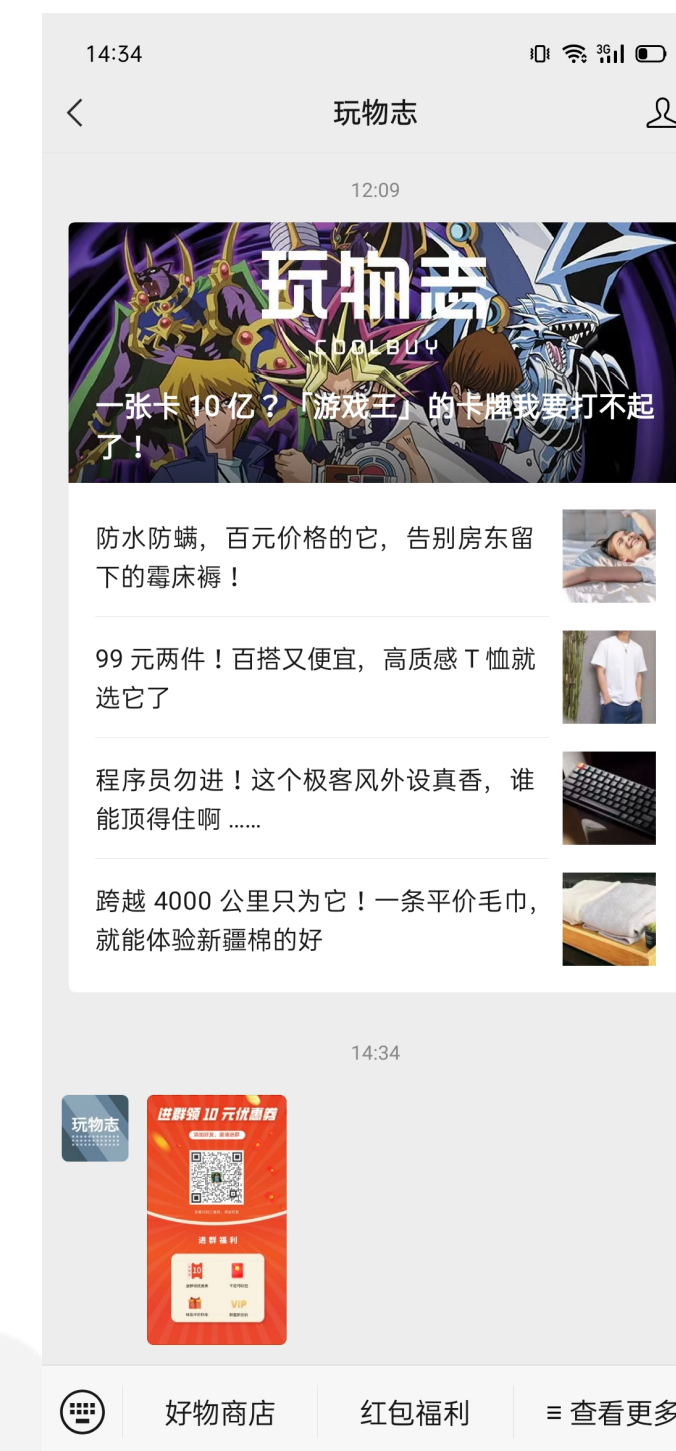 14:34
3G
玩物志
12:09
玩物志
COOLBUY
一张卡 10 亿？「游戏王」的卡牌我要打不起
了！
防水防螨，百元价格的它，告别房东留
下的霉床褥！
99 元两件！百搭又便宜，高质感 T 恤就
选它了
程序员勿进！这个极客风外设真香，谁
能顶得住啊 ......
跨越 4000 公里只为它！一条平价毛巾，
就能体验新疆棉的好
14:34
玩物志
进群领 10 元优惠券
进群福利
10
VIP
好物商店
红包福利
≡ 查看更多